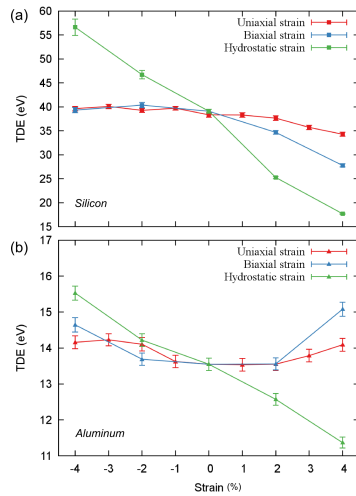 (a)
60
55
50
45
40
35
30
25
20
15
TDE (eV)
Uniaxial strain
Biaxial strain
Hydrostatic strain
Silicon
(b)
17
16
15
14
13
12
11
TDE (eV)
Uniaxial strain
Biaxial strain
Hydrostatic strain
Aluminum
-4 -3 -2 -1 0 1 2 3 4
Strain (%)